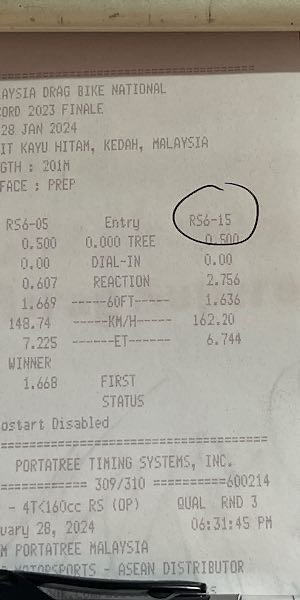 AYSIA DRAG BIKE NATIONAL
ORD 2023 FINALE
28 JAN 2024
IT KAYU HITAM, KEDAH, MALAYSIA
GTH : 201M
FACE : PREP
RS6-05 Entry RS6-15
0.500 0.000 TREE 0.500
0.00 DIAL-IN 0.00
0.607 REACTION 2.756
1.669 -----60FT----- 1.636
148.74 -----KM/H----- 162.20
7.225 ------ET------ 6.744
WINNER
1.668 FIRST
STATUS
ostart Disabled
==================================
PORTATREE TIMING SYSTEMS, INC.
=========== 309/310 ==========600214
- 4T<160cc RS (OP) QUAL RND 3
uary 28, 2024 06:31:45 PM
M PORTATREE MALAYSIA
MOTORSPORTS - ASEAN DISTRIBUTOR